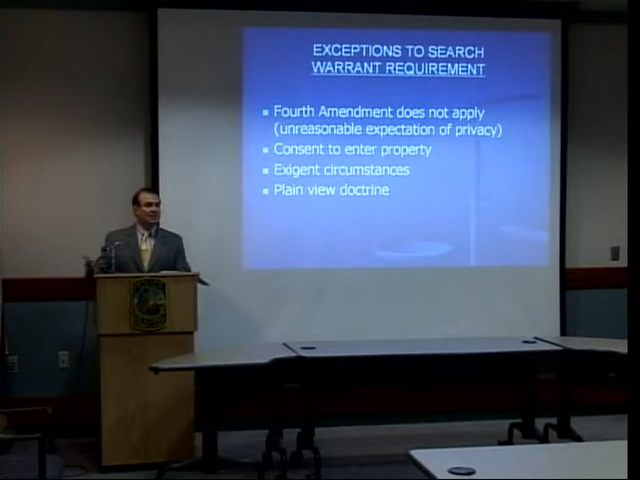 EXCEPTIONS TO SEARCH
WARRANT REQUIREMENT
Fourth Amendment does not apply
(unreasonable expectation of privacy)
Consent to enter property
Exigent circumstances
Plain view doctrine